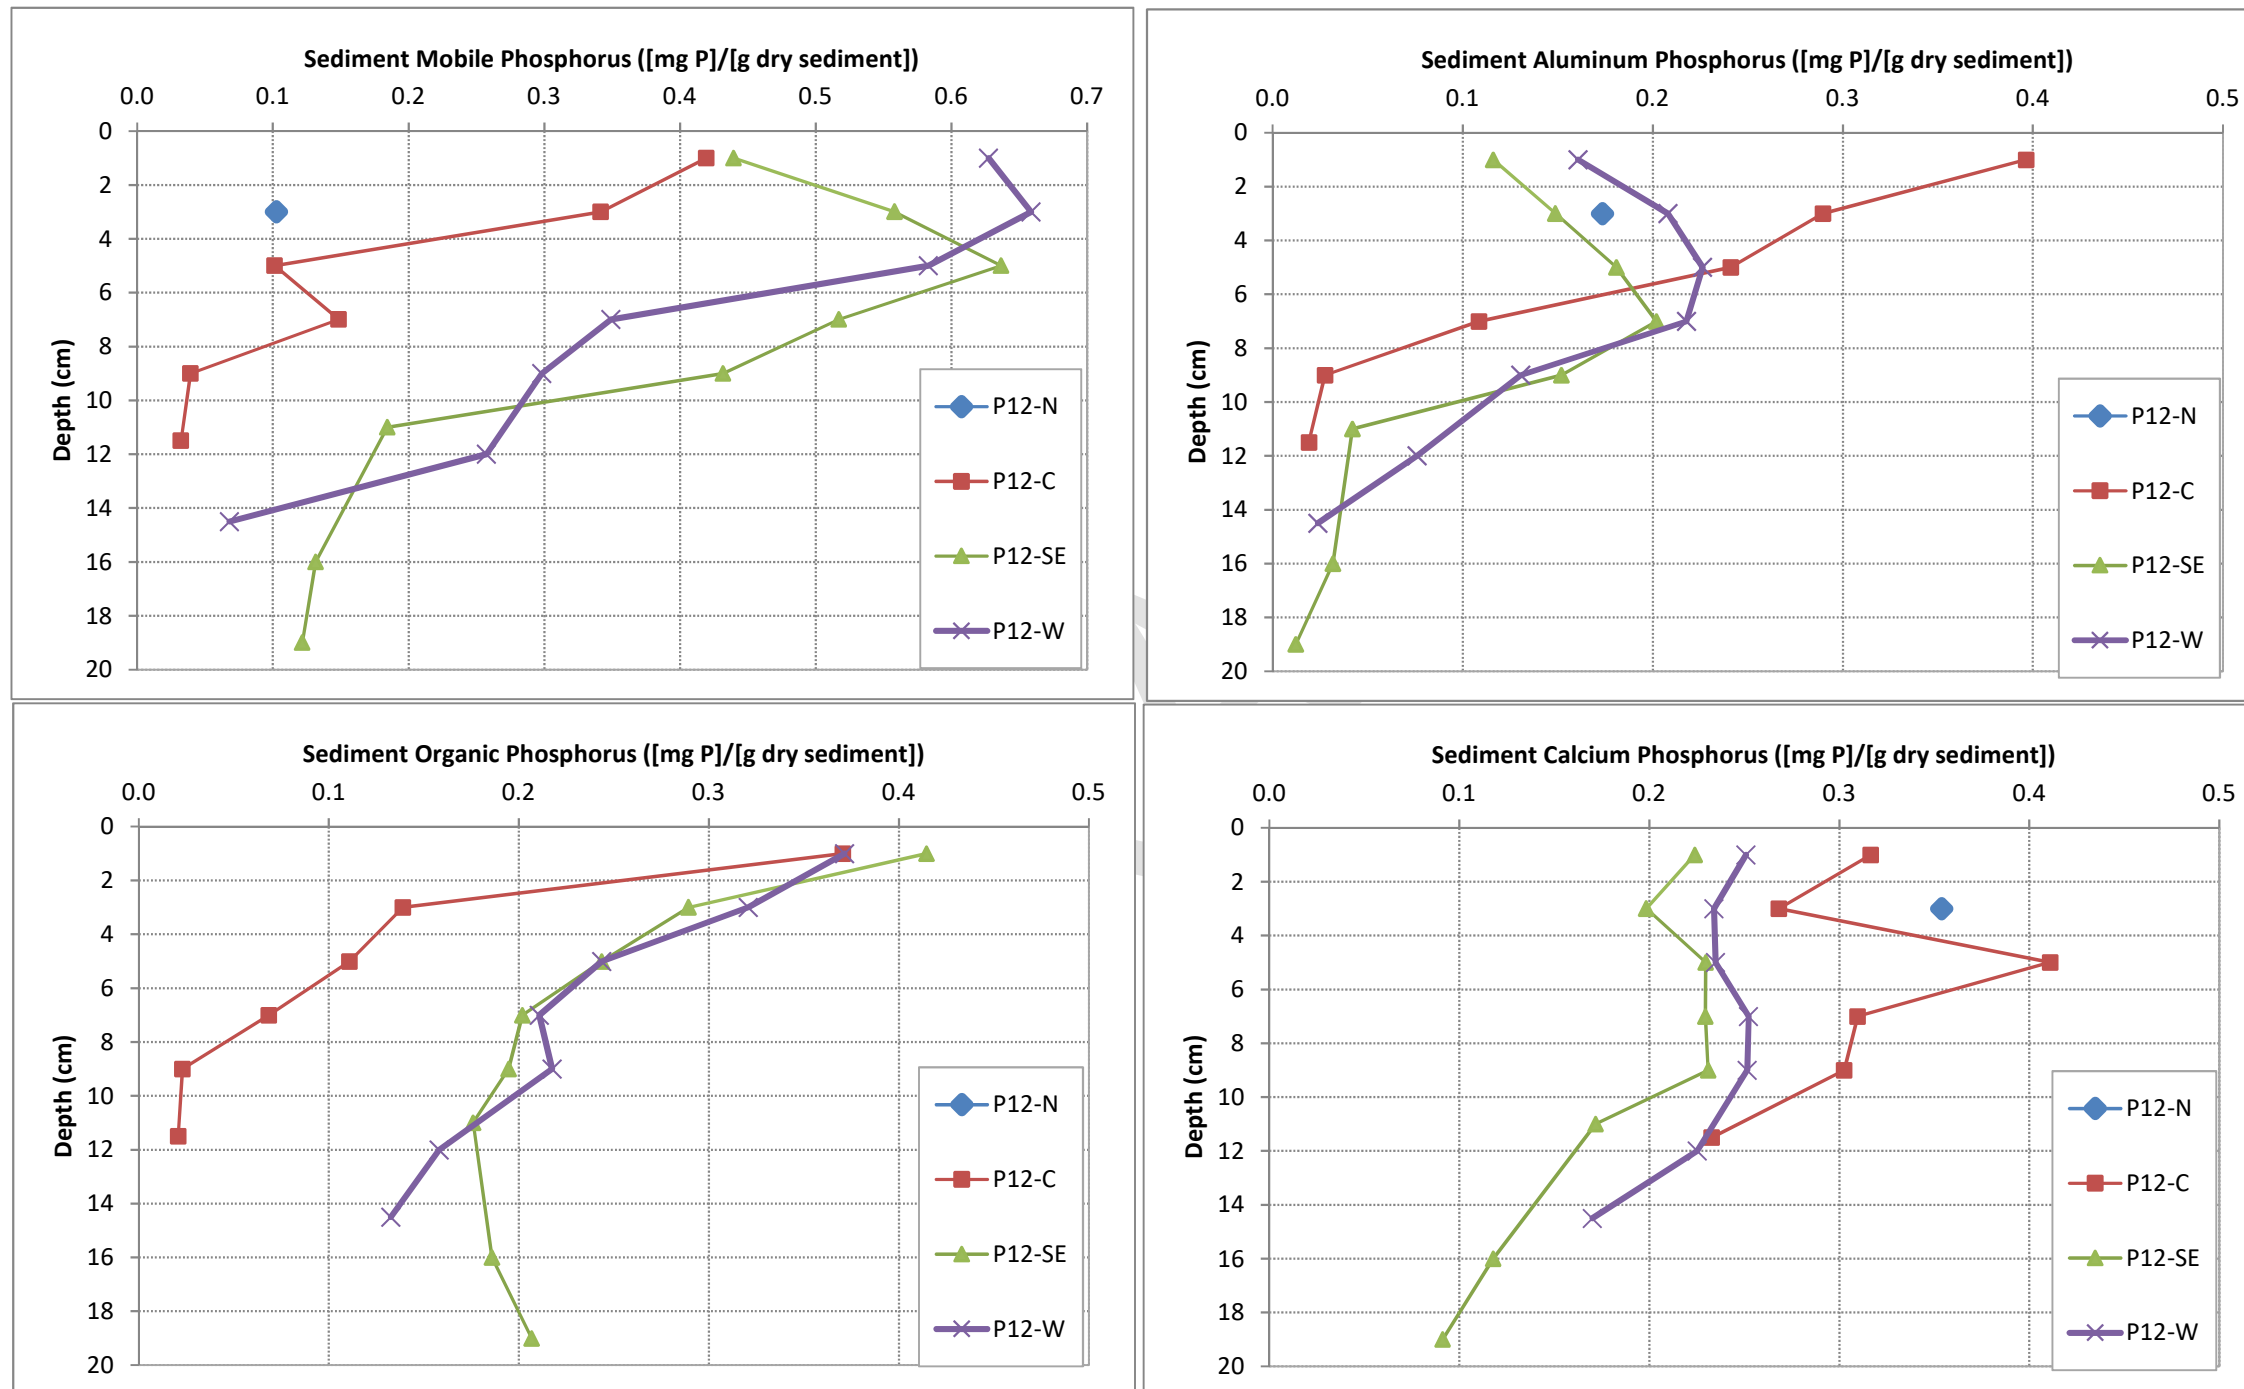 Sediment Mobile Phosphorus ([mg P]/[g dry sediment])
0.0 0.1 0.2 0.3 0.4 0.5 0.6 0.7
0
2
4
6
8
10
12
14
16
18
20
Depth (cm)
P12-N
P12-C
P12-SE
P12-W
Sediment Aluminum Phosphorus ([mg P]/[g dry sediment])
0.0 0.1 0.2 0.3 0.4 0.5
0
2
4
6
8
10
12
14
16
18
20
Depth (cm)
P12-N
P12-C
P12-SE
P12-W
Sediment Organic Phosphorus ([mg P]/[g dry sediment])
0.0 0.1 0.2 0.3 0.4 0.5
0
2
4
6
8
10
12
14
16
18
20
Depth (cm)
P12-N
P12-C
P12-SE
P12-W
Sediment Calcium Phosphorus ([mg P]/[g dry sediment])
0.0 0.1 0.2 0.3 0.4 0.5
0
2
4
6
8
10
12
14
16
18
20
Depth (cm)
P12-N
P12-C
P12-SE
P12-W